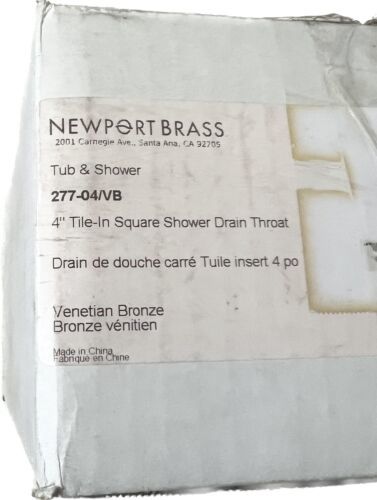 NEWPORT BRASS
2001 Carnegie Ave., Santa Ana, CA 92705
Tub & Shower
277-04/VB
4" Tile-In Square Shower Drain Throat
Drain de douche carré Tuile insert 4 po
Venetian Bronze
Bronze vénitien
Made in China
Fabriqué en Chine